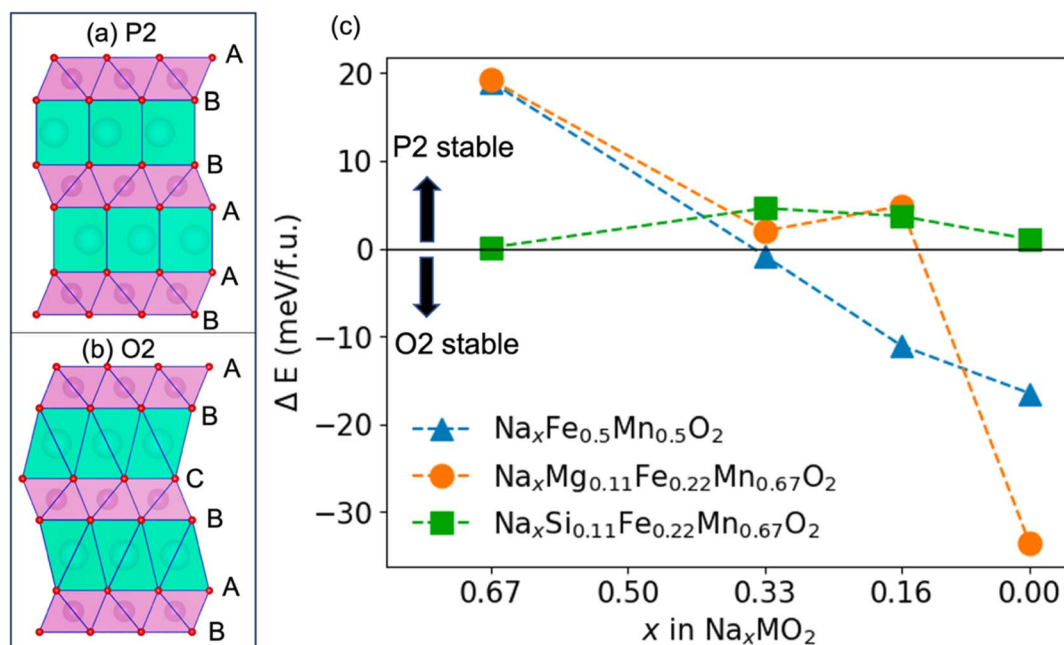 (a) P2
A
B
B
A
A
B
(b) O2
A
B
C
B
A
B
(c)
Δ E (meV/f.u.)
20
10
0
−10
−20
−30
P2 stable
O2 stable
NaₓFe₀.₅Mn₀.₅O₂
NaₓMg₀.₁₁Fe₀.₂₂Mn₀.₆₇O₂
NaₓSi₀.₁₁Fe₀.₂₂Mn₀.₆₇O₂
0.67 0.50 0.33 0.16 0.00
x in NaₓMO₂